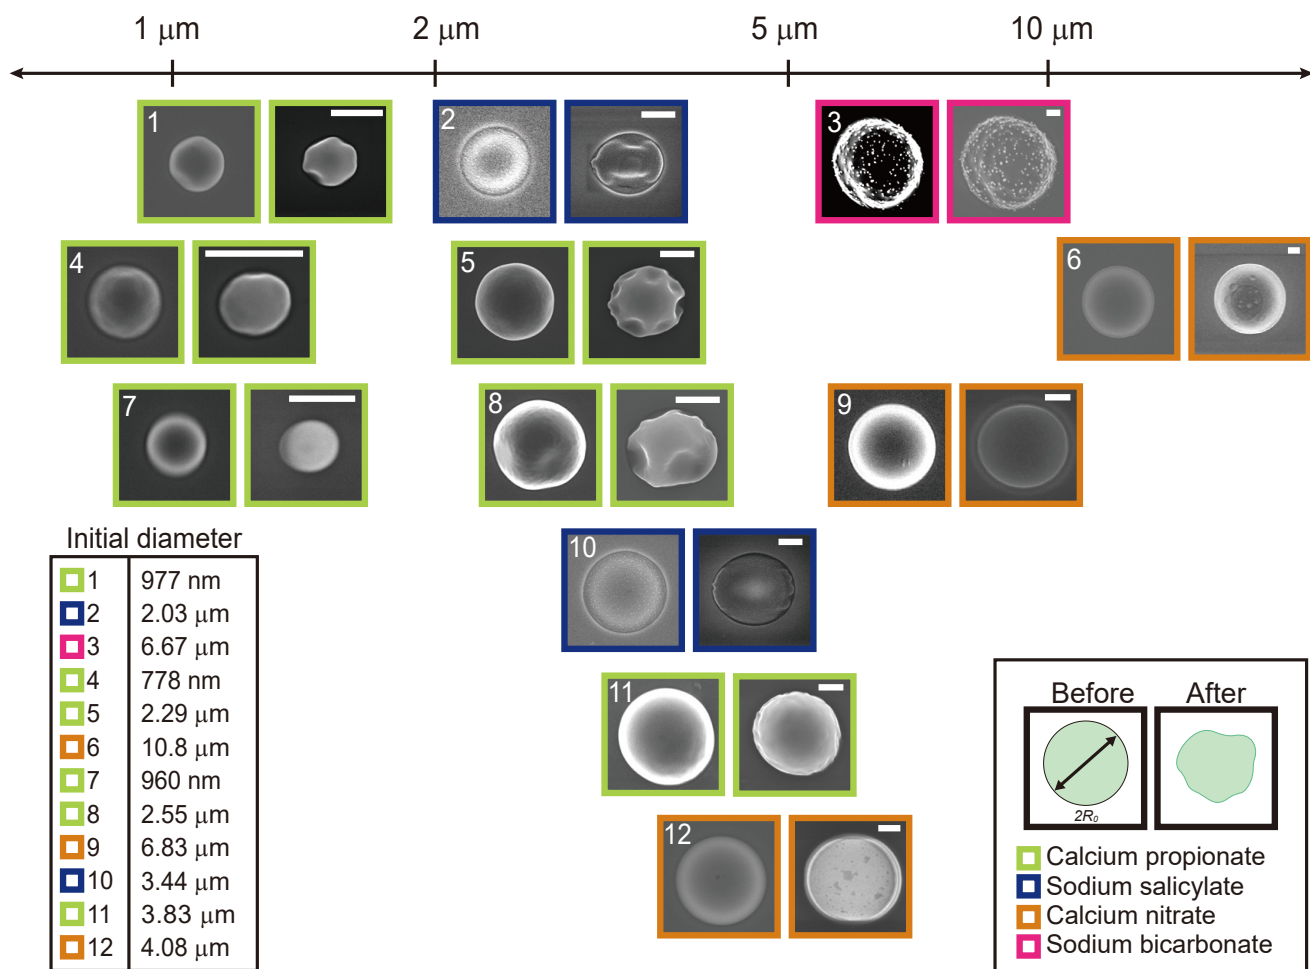 1 μm 2 μm 5 μm 10 μm
1 2 3
4 5 6
7 8 9
10
11
12
Initial diameter
1 977 nm
2 2.03 μm
3 6.67 μm
4 778 nm
5 2.29 μm
6 10.8 μm
7 960 nm
8 2.55 μm
9 6.83 μm
10 3.44 μm
11 3.83 μm
12 4.08 μm
Before After
2R₀
Calcium propionate
Sodium salicylate
Calcium nitrate
Sodium bicarbonate